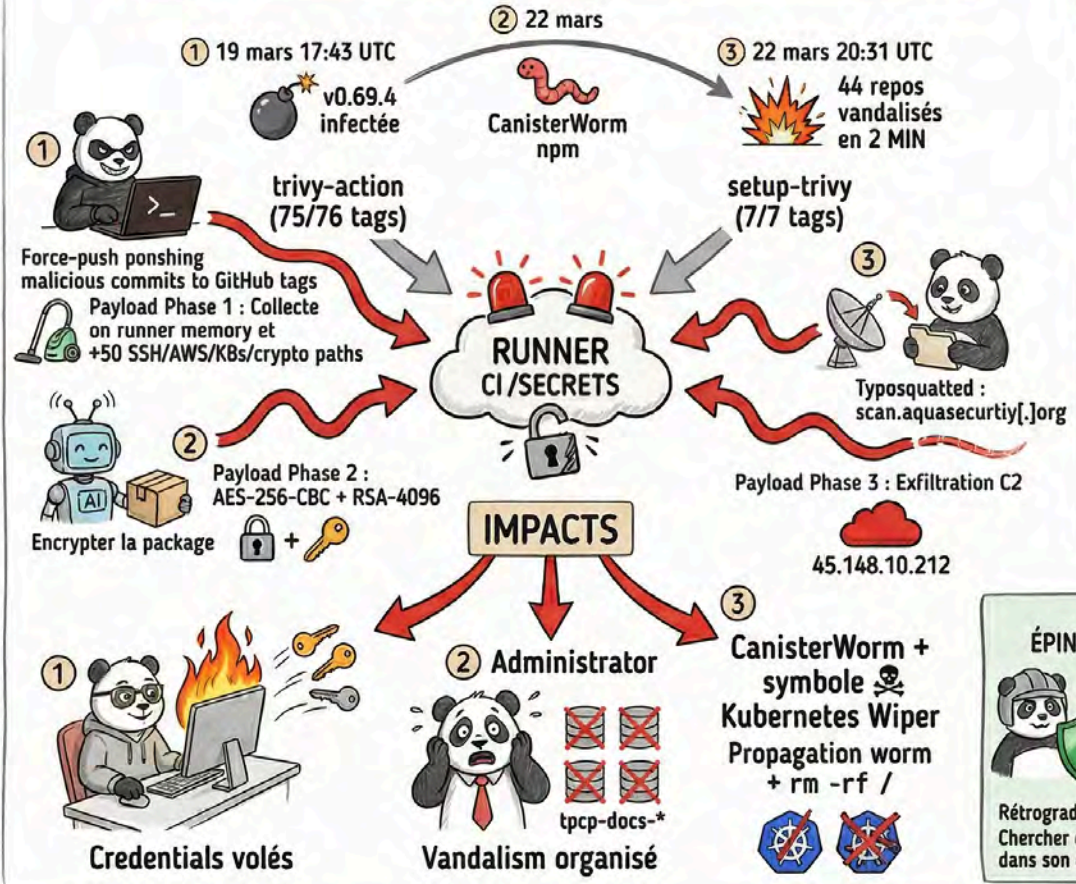 ① 19 mars 17:43 UTC
v0.69.4
infectée
② 22 mars
CanisterWorm
npm
③ 22 mars 20:31 UTC
44 repos
vandalisés
en 2 MIN
trivy-action
(75/76 tags)
setup-trivy
(7/7 tags)
①
>_
Force-push ponshing
malicious commits to GitHub tags
Payload Phase 1 : Collecte
on runner memory et
+50 SSH/AWS/KBs/crypto paths
RUNNER
CI/SECRETS
③
Typosquatted :
scan.aquasecurtiy[.]org
②
AI
Encrypter la package
Payload Phase 2 :
AES-256-CBC + RSA-4096
+
Payload Phase 3 : Exfiltration C2
45.148.10.212
IMPACTS
①
Credentials volés
② Administrator
tpcp-docs-*
Vandalism organisé
③
CanisterWorm +
symbole ☠
Kubernetes Wiper
Propagation worm
+ rm -rf /
ÉPIN
Rétrograd
Chercher
dans son